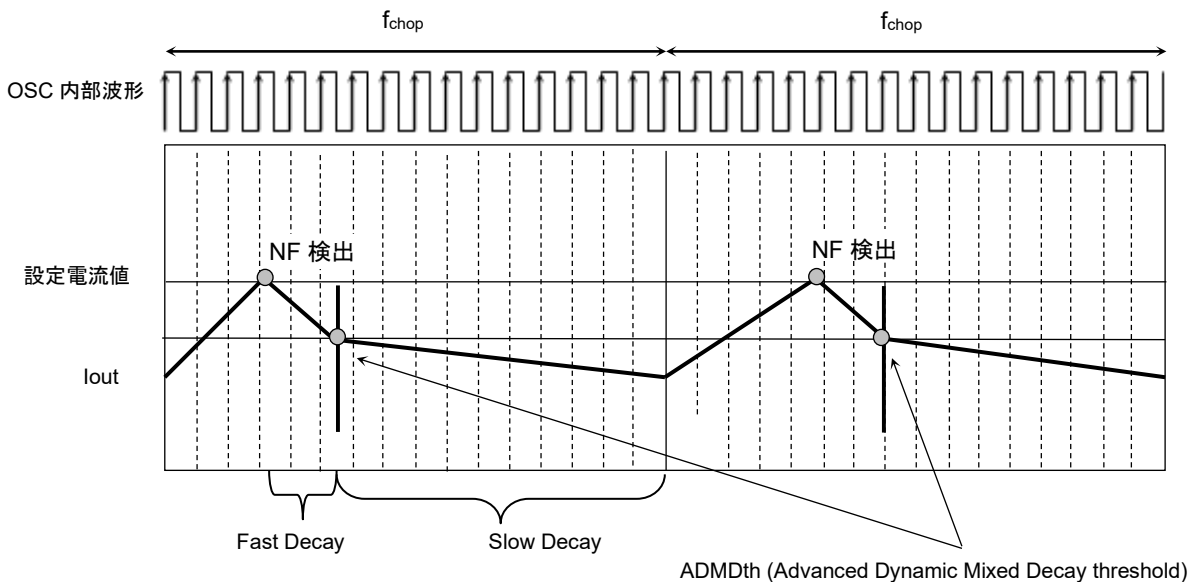 fchop
fchop
OSC 内部波形
NF 検出
NF 検出
設定電流値
Iout
Fast Decay
Slow Decay
ADMDth (Advanced Dynamic Mixed Decay threshold)